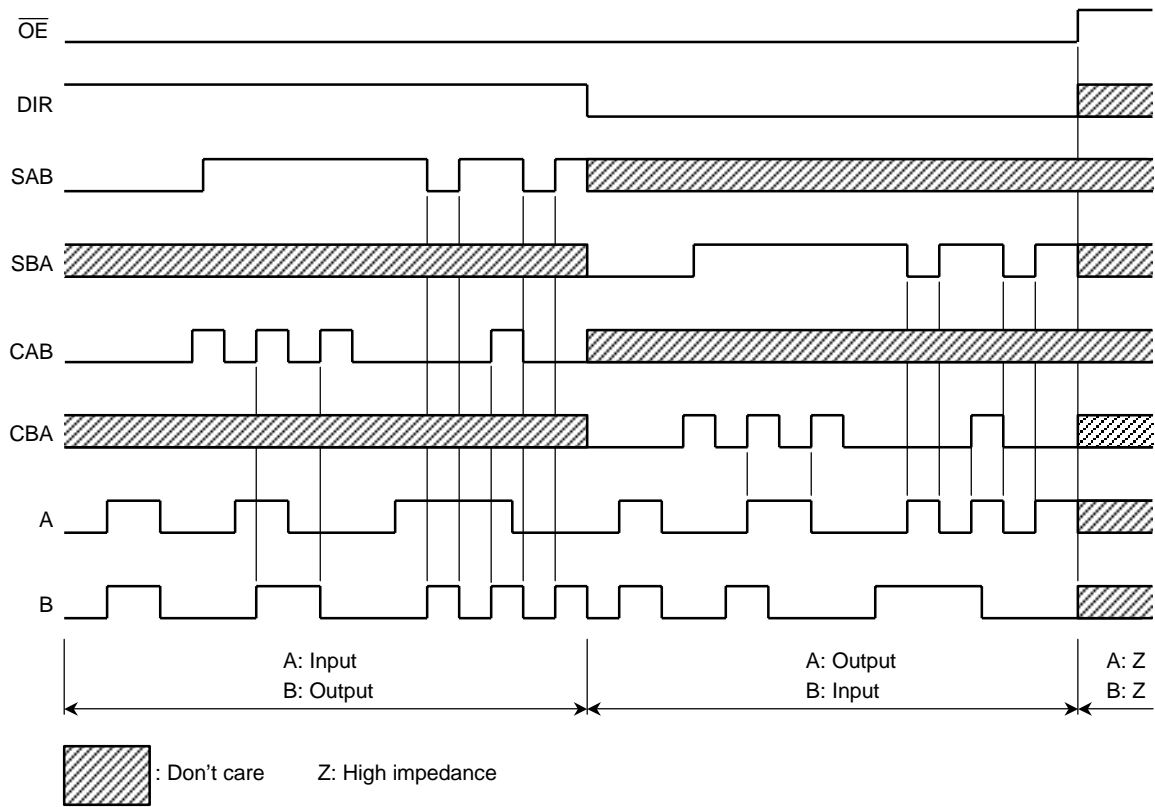 OE
DIR
SAB
SBA
CAB
CBA
A
B
A: Input
B: Output
A: Output
B: Input
A: Z
B: Z
: Don't care
Z: High impedance